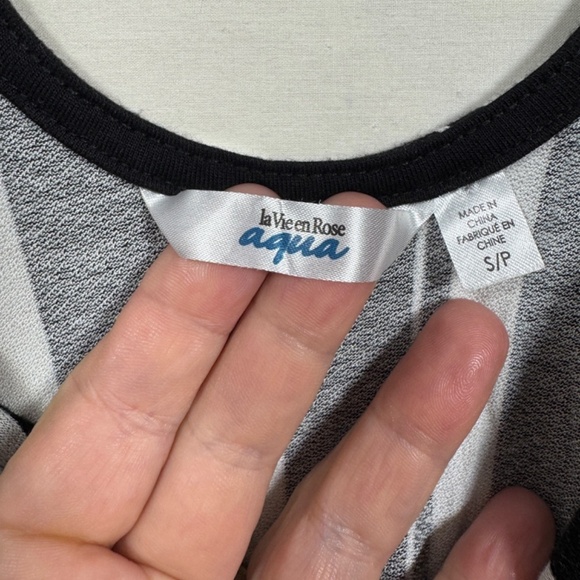 la Vie en Rose
aqua
MADE IN
CHINA
FABRIQUÉ EN
CHINE
S/P